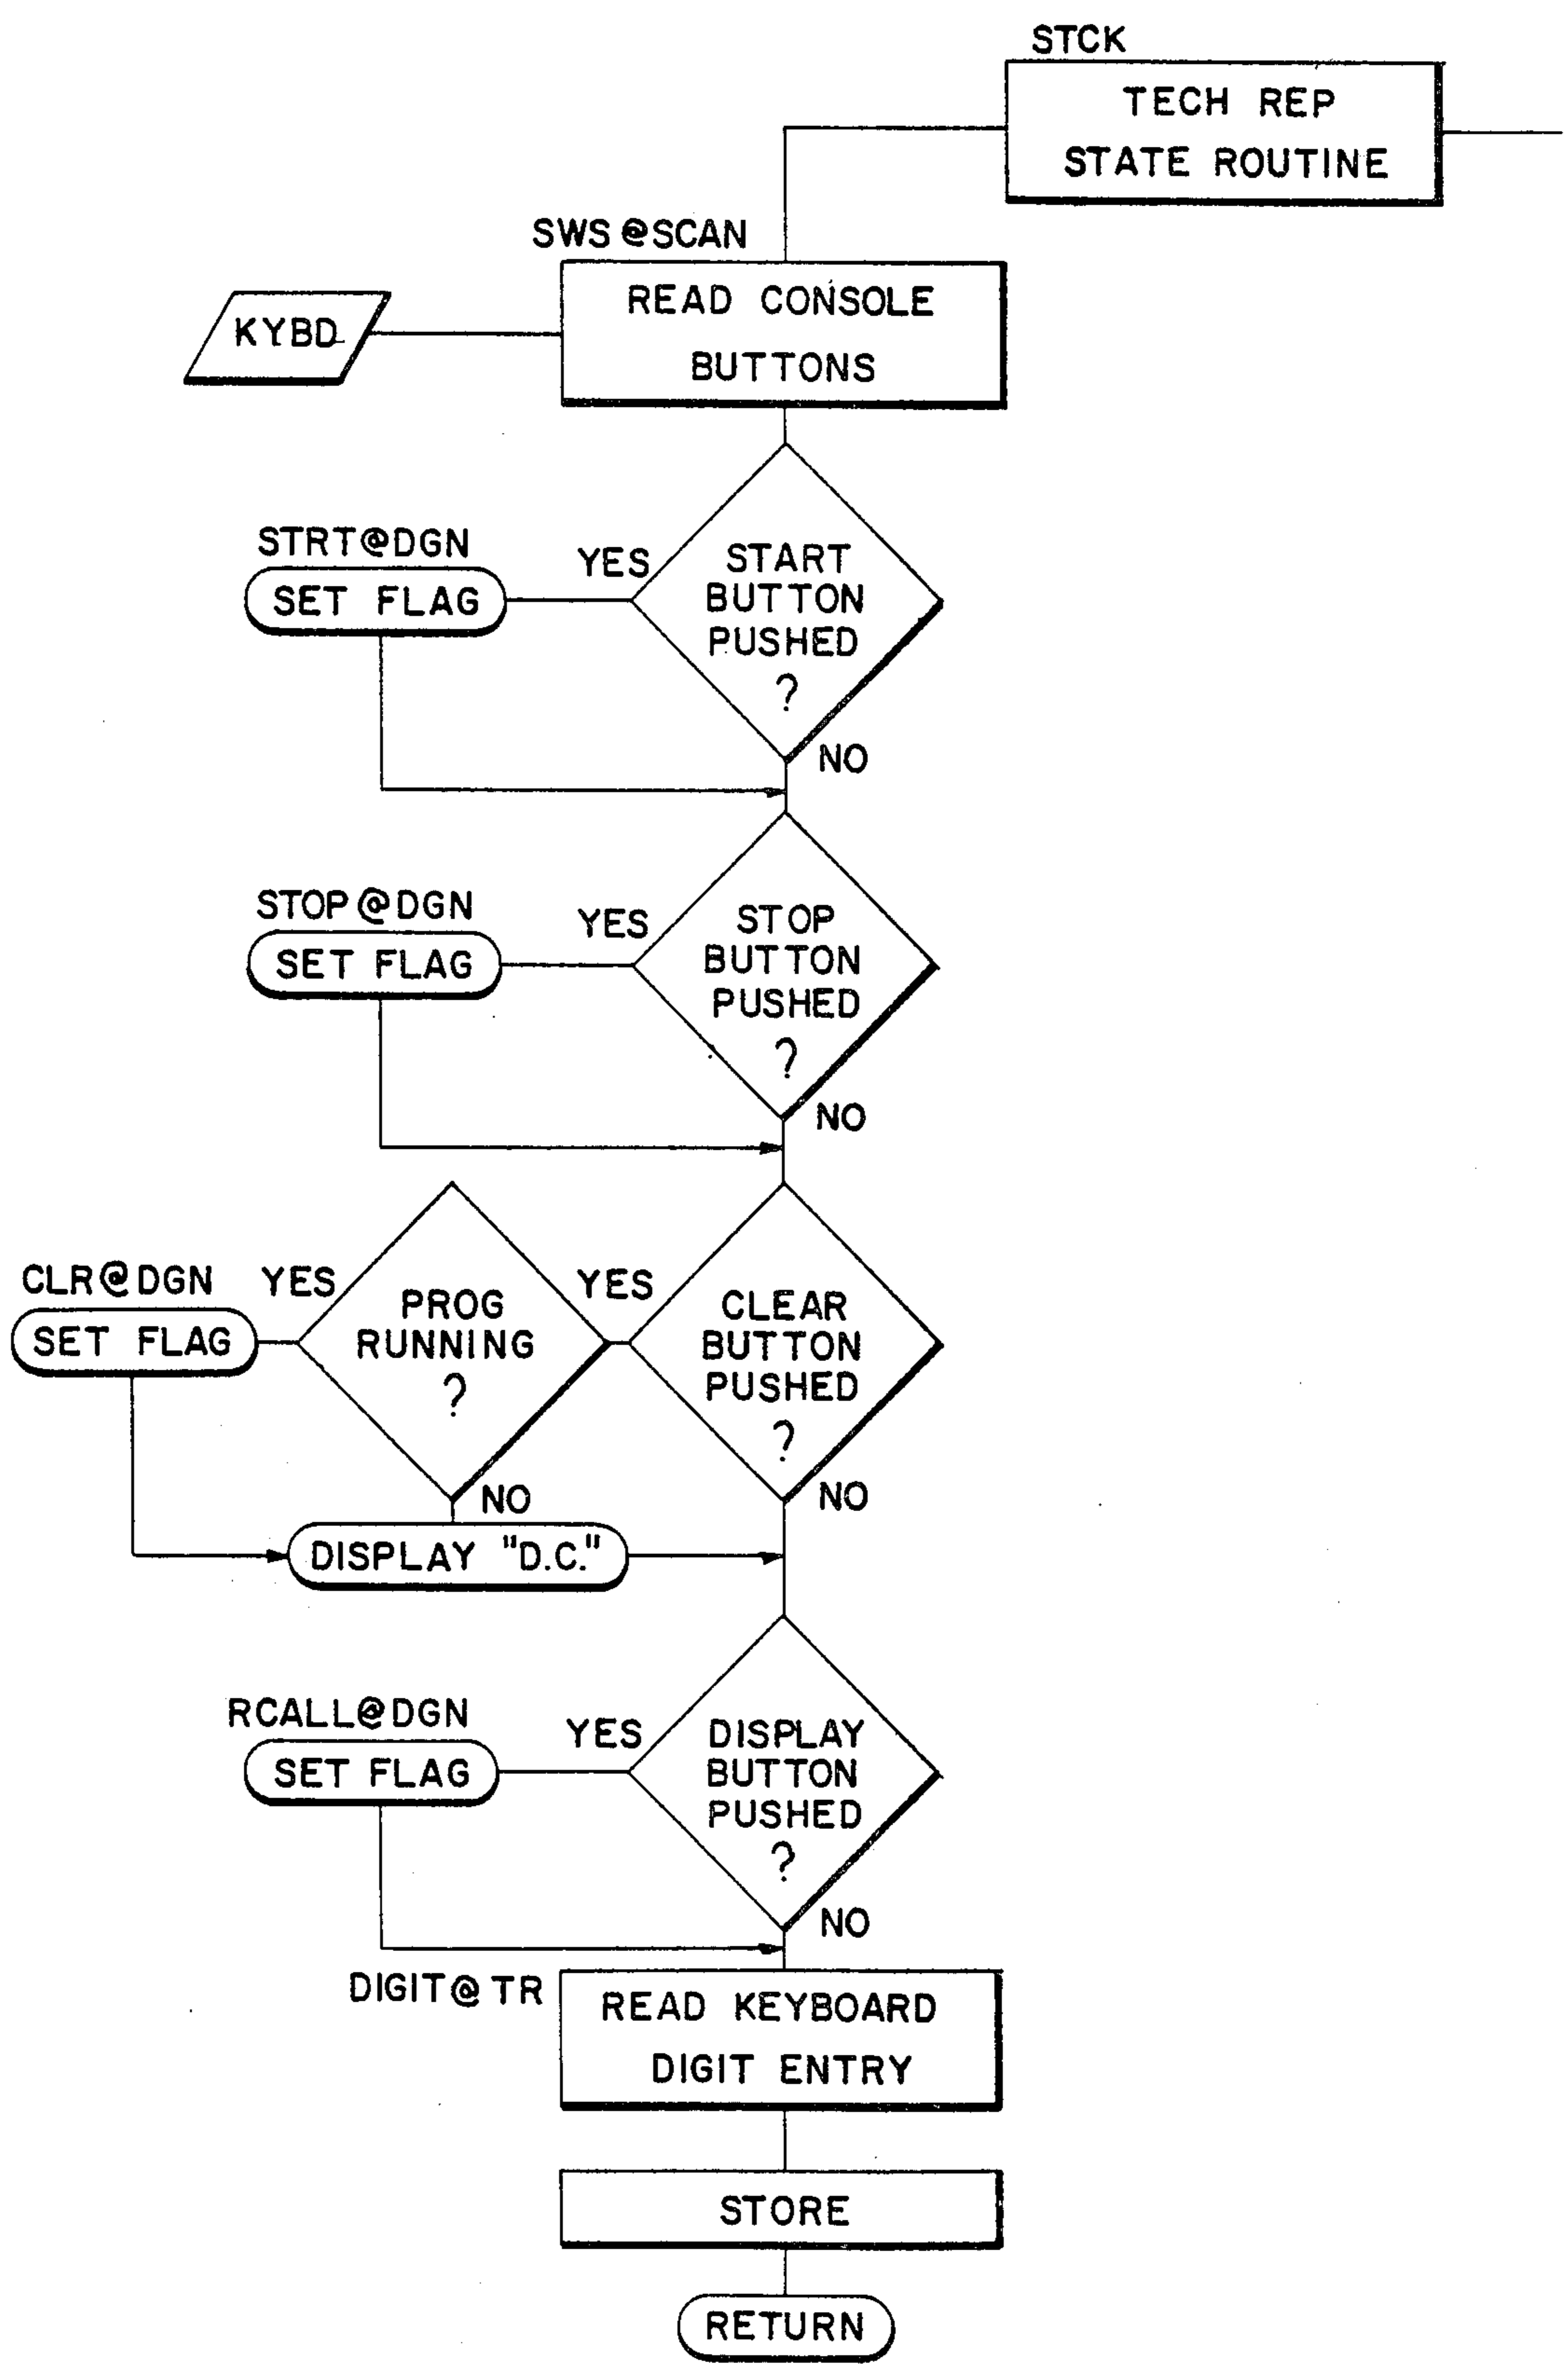 STCK
TECH REP
STATE ROUTINE
SWS@SCAN
READ CONSOLE
BUTTONS
KYBD
STRT@DGN
SET FLAG
YES
START
BUTTON
PUSHED
?
NO
STOP@DGN
SET FLAG
YES
STOP
BUTTON
PUSHED
?
NO
CLR@DGN
SET FLAG
YES
PROG
RUNNING
?
NO
YES
CLEAR
BUTTON
PUSHED
?
NO
DISPLAY "D.C."
RCALL@DGN
SET FLAG
YES
DISPLAY
BUTTON
PUSHED
?
NO
DIGIT@TR
READ KEYBOARD
DIGIT ENTRY
STORE
RETURN